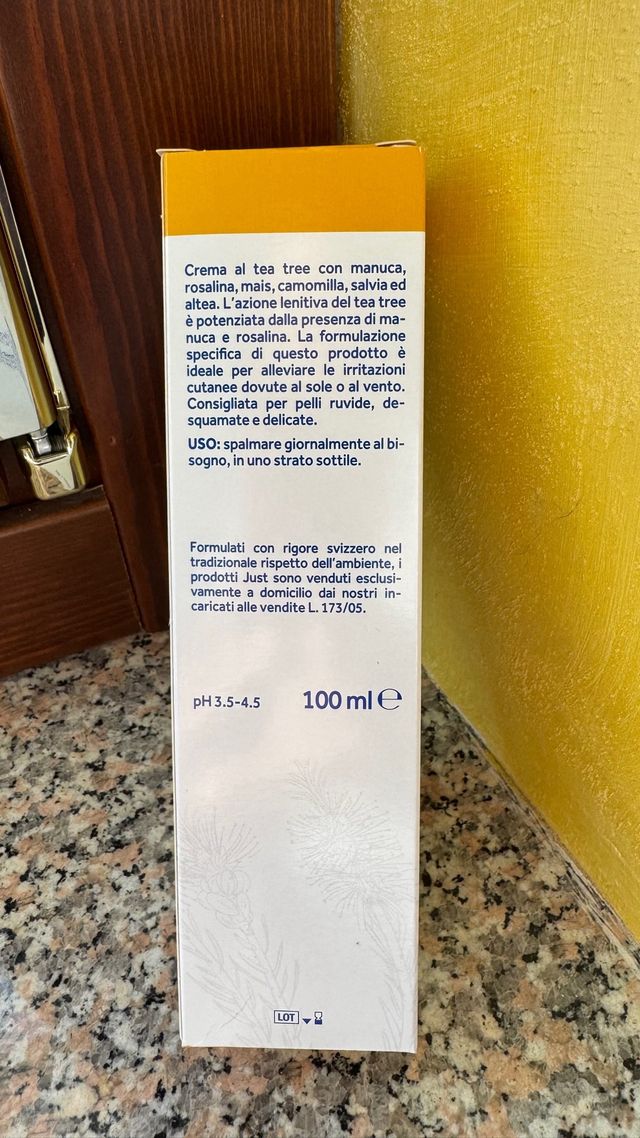 Crema al tea tree con manuca,
rosalina, mais, camomilla, salvia ed
altea. L'azione lenitiva del tea tree
è potenziata dalla presenza di ma-
nuca e rosalina. La formulazione
specifica di questo prodotto è
ideale per alleviare le irritazioni
cutanee dovute al sole o al vento.
Consigliata per pelli ruvide, de-
squamate e delicate.
USO: spalmare giornalmente al bi-
sogno, in uno strato sottile.
Formulati con rigore svizzero nel
tradizionale rispetto dell'ambiente, i
prodotti Just sono venduti esclusi-
vamente a domicilio dai nostri in-
caricati alle vendite L. 173/05.
pH 3.5-4.5 100 ml ℮
LOT